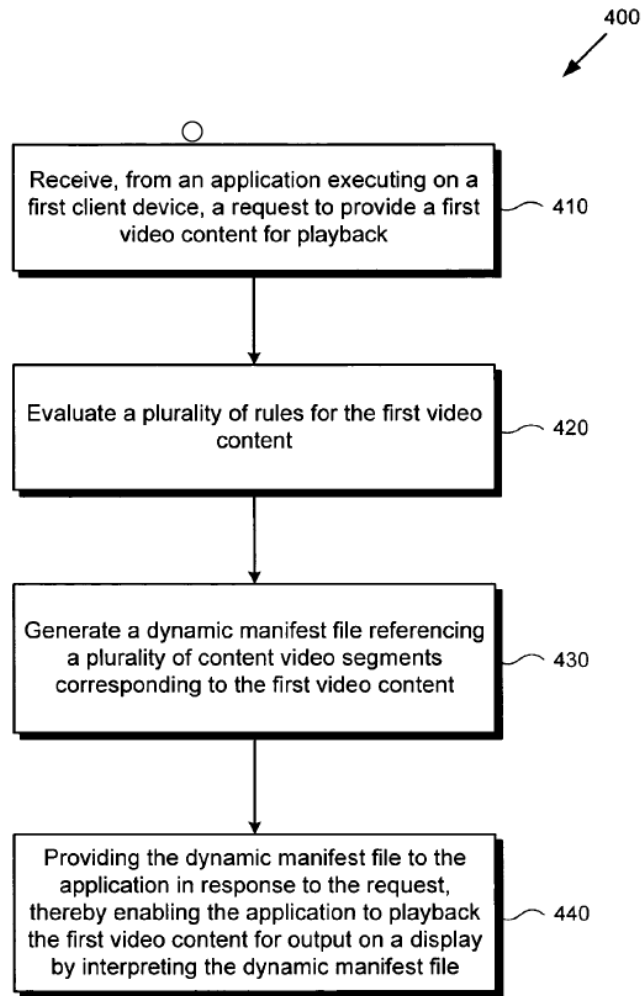 400
Receive, from an application executing on a
first client device, a request to provide a first
video content for playback
410
Evaluate a plurality of rules for the first video
content
420
Generate a dynamic manifest file referencing
a plurality of content video segments
corresponding to the first video content
430
Providing the dynamic manifest file to the
application in response to the request,
thereby enabling the application to playback
the first video content for output on a display
by interpreting the dynamic manifest file
440